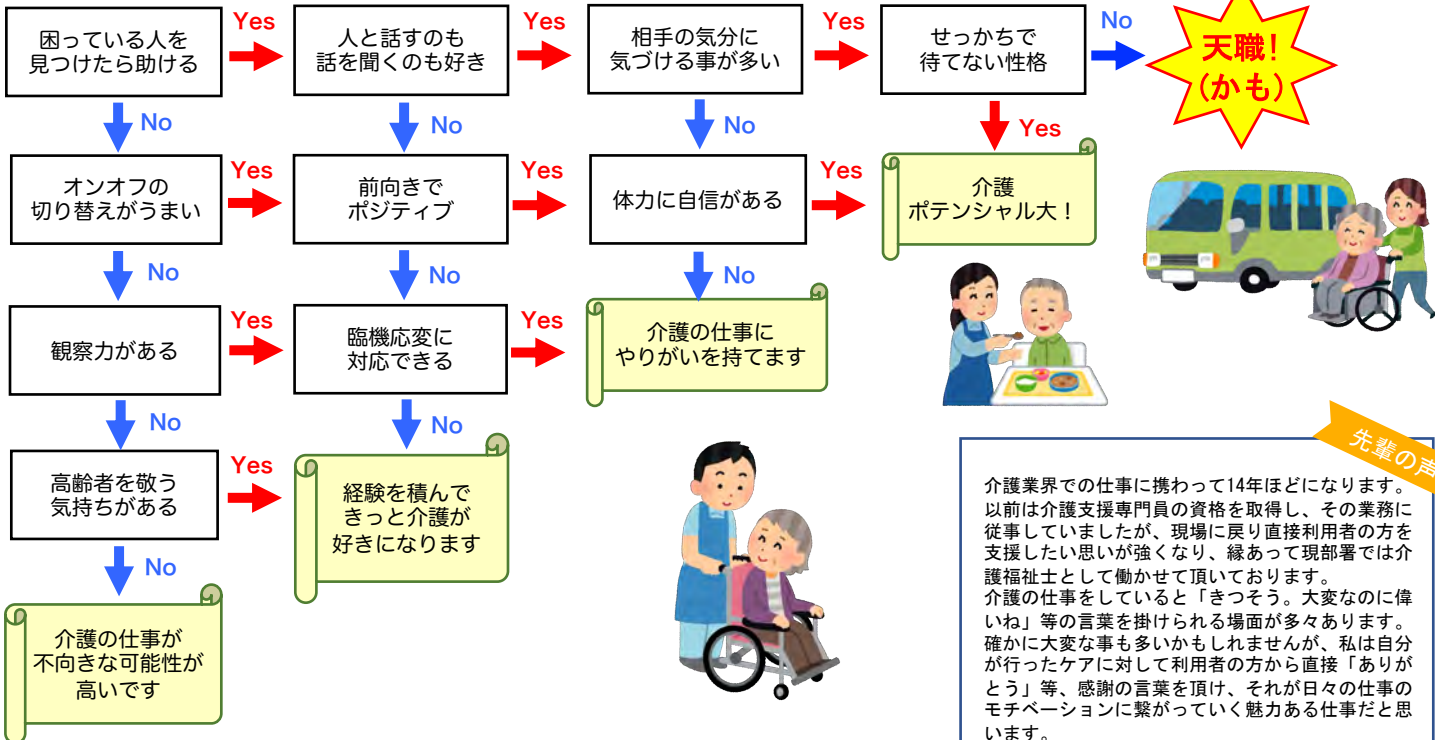 困っている人を
見つけたら助ける
Yes
人と話すのも
話を聞くのも好き
Yes
相手の気分に
気づける事が多い
Yes
せっかちで
待てない性格
No
天職!
(かも)
No
No
No
Yes
オンオフの
切り替えがうまい
Yes
前向きで
ポジティブ
Yes
体力に自信がある
Yes
介護
ポテンシャル大！
No
No
No
観察力がある
Yes
臨機応変に
対応できる
Yes
介護の仕事に
やりがいを持てます
No
No
高齢者を敬う
気持ちがある
Yes
経験を積んで
きっと介護が
好きになります
No
介護の仕事が
不向きな可能性が
高いです
先輩の声
介護業界での仕事に携わって14年ほどになります。
以前は介護支援専門員の資格を取得し、その業務に
従事していましたが、現場に戻り直接利用者の方を
支援したい思いが強くなり、縁あって現部署では介
護福祉士として働かせて頂いております。
介護の仕事をしていると「きつそう。大変なのに偉
いね」等の言葉を掛けられる場面が多々あります。
確かに大変な事も多いかもしれませんが、私は自分
が行ったケアに対して利用者の方から直接「ありが
とう」等、感謝の言葉を頂け、それが日々の仕事の
モチベーションに繋がっていく魅力ある仕事だと思
います。